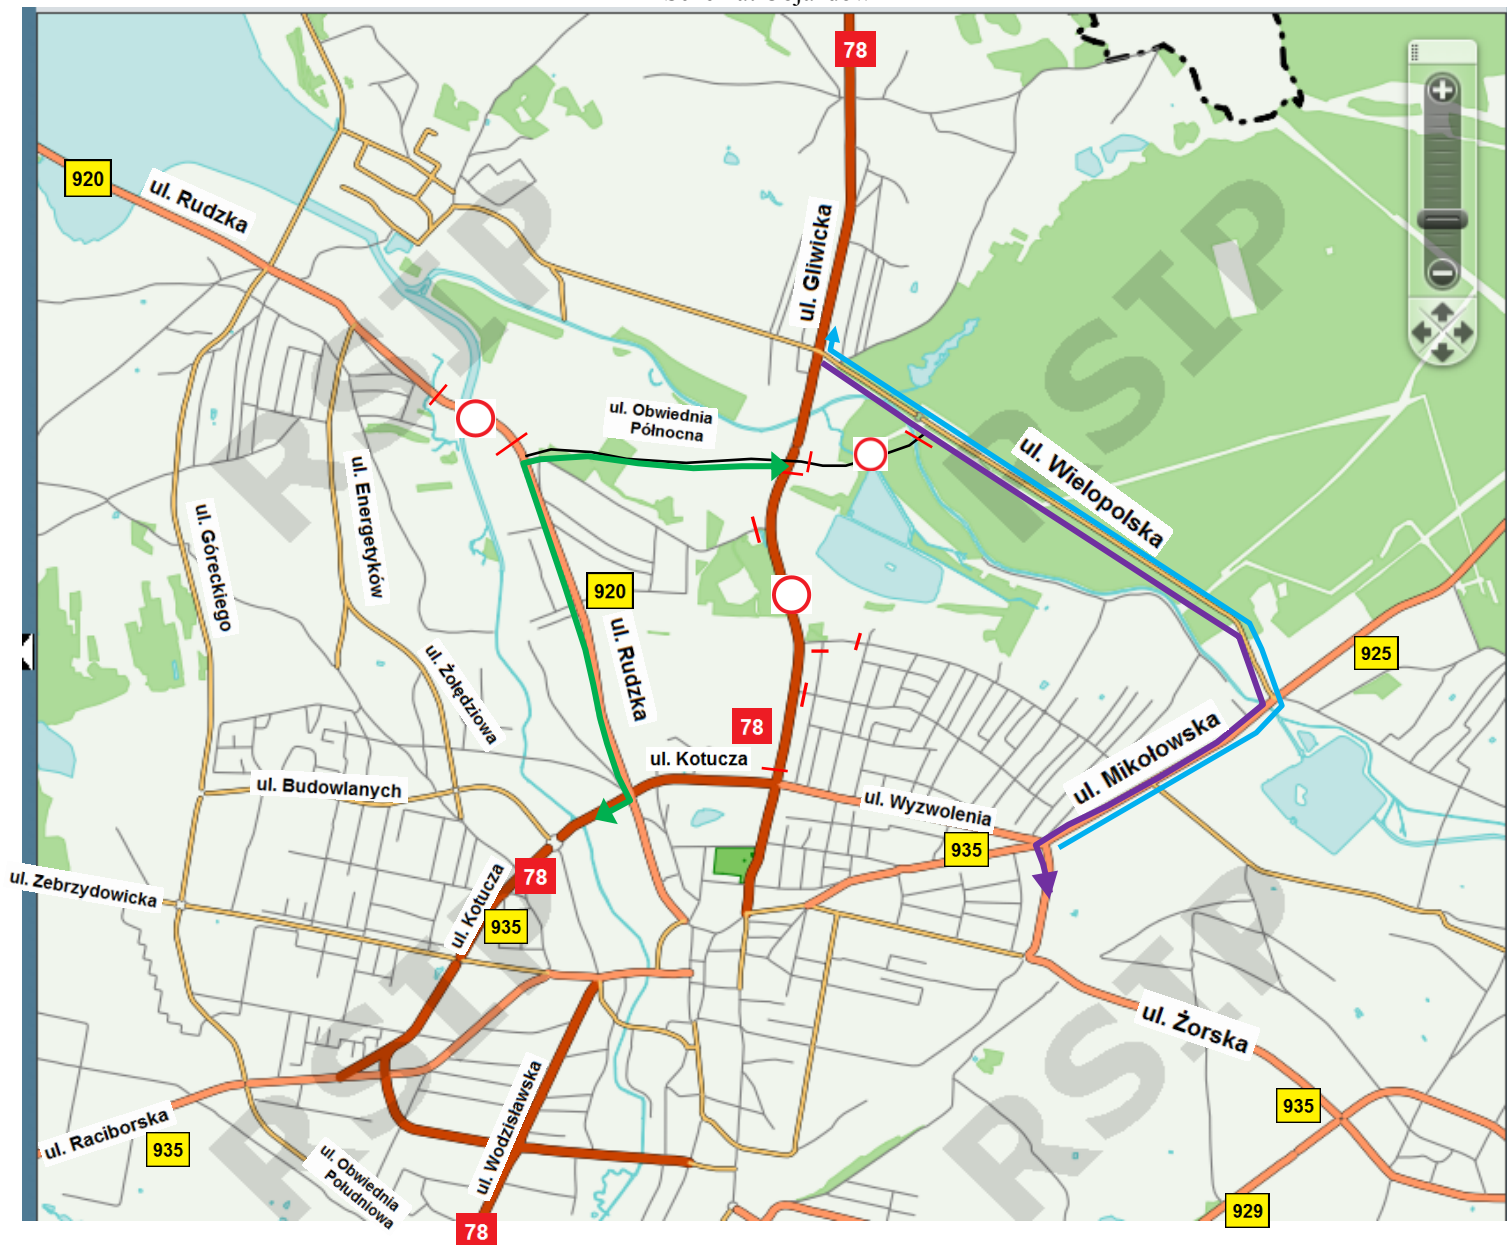 78
920
ul. Rudzka
ul. Gliwicka
RSIP
RSIP
ul. Obwiednia
Północna
ul. Wielopolska
ul. Energetyków
ul. Góreckiego
920
ul. Rudzka
925
ul. Żołędziowa
78
ul. Kotucza
ul. Mikołowska
ul. Budowlanych
ul. Wyzwolenia
935
ul. Zebrzydowicka
78
ul. Kotucza
935
RSIP
RSIP
ul. Żorska
935
ul. Raciborska
935
ul. Wodzisławska
ul. Obwiednia
Południowa
929
78